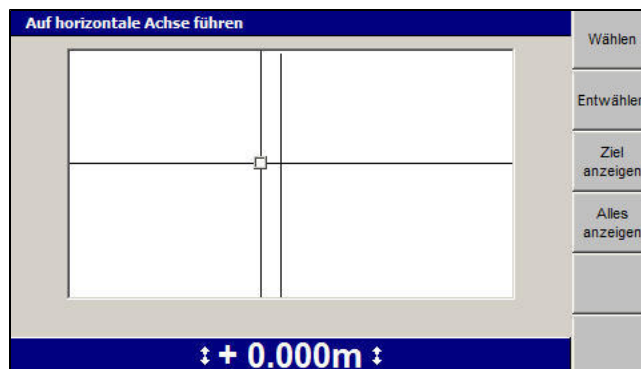 Auf horizontale Achse führen
Wählen
Entwählen
Ziel
anzeigen
Alles
anzeigen
+ 0.000m